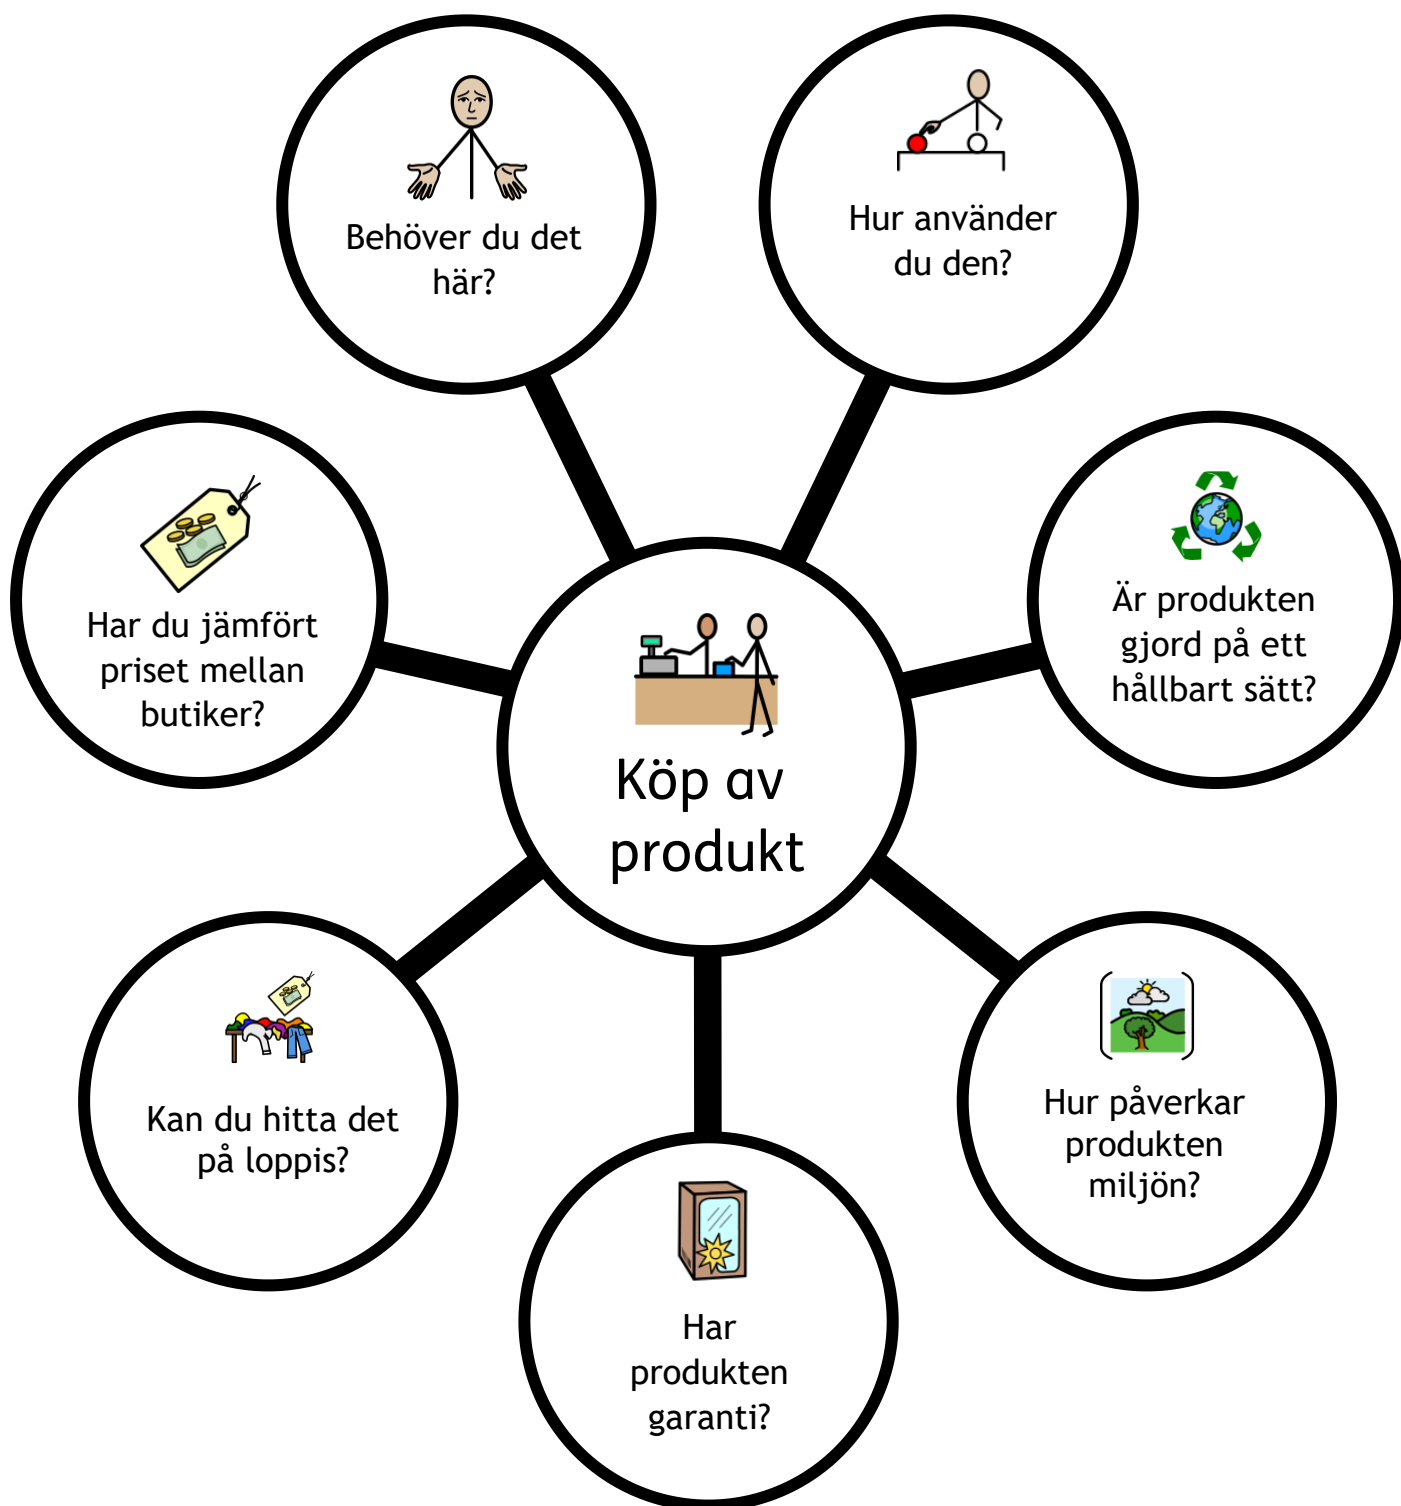 Behöver du det
här?
Hur använder
du den?
Har du jämfört
priset mellan
butiker?
Är produkten
gjord på ett
hållbart sätt?
Köp av
produkt
Kan du hitta det
på loppis?
Hur påverkar
produkten
miljön?
Har
produkten
garanti?